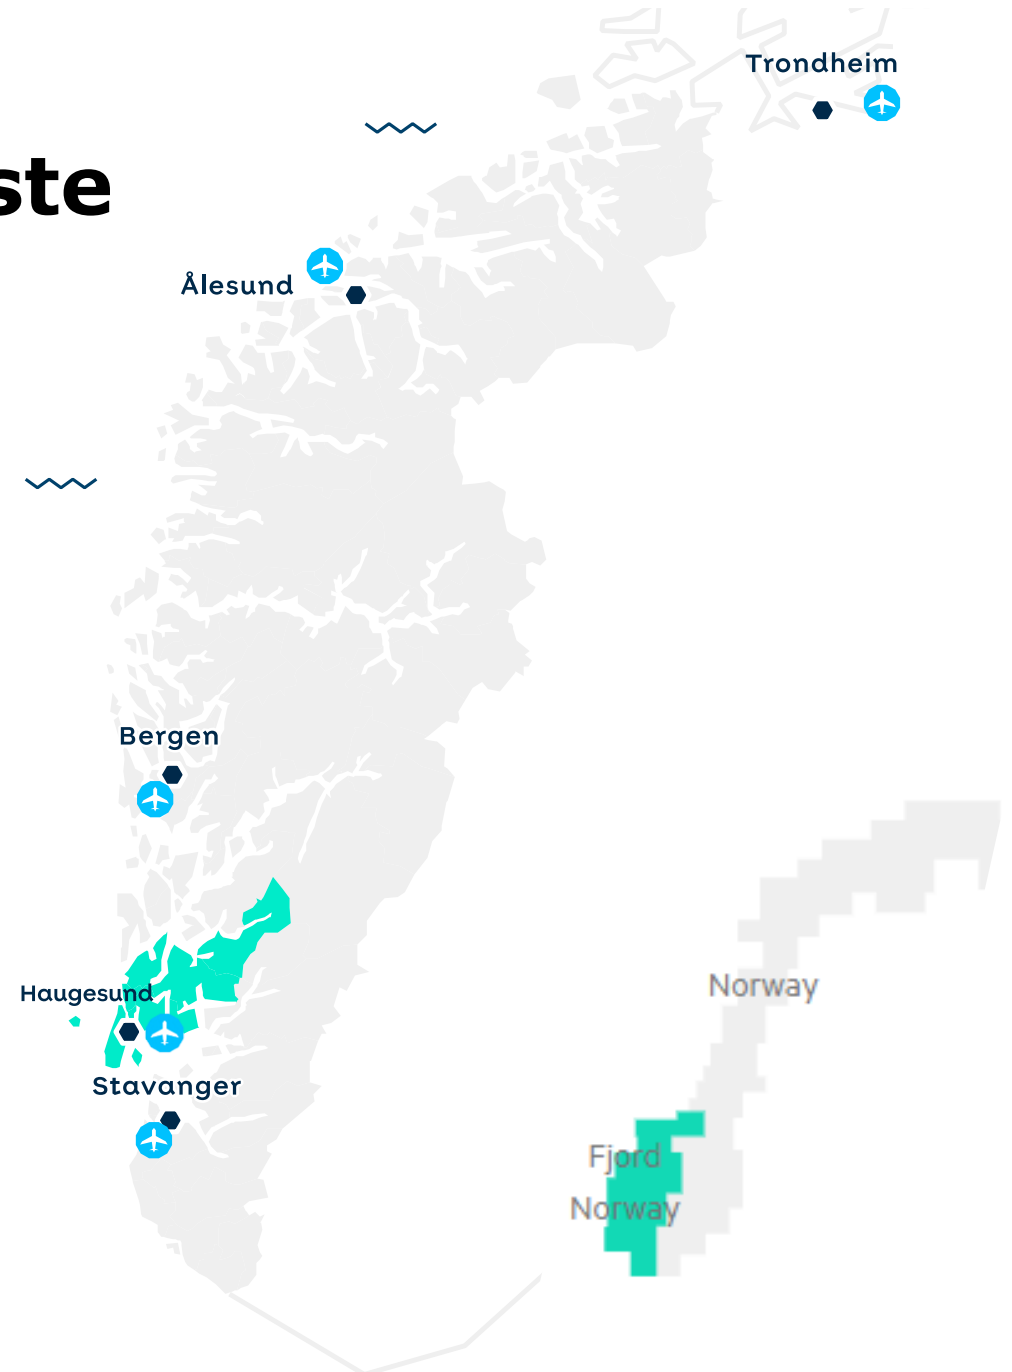 Trondheim
ste
Ålesund
Bergen
Haugesund
Norway
Stavanger
Fjord
Norway